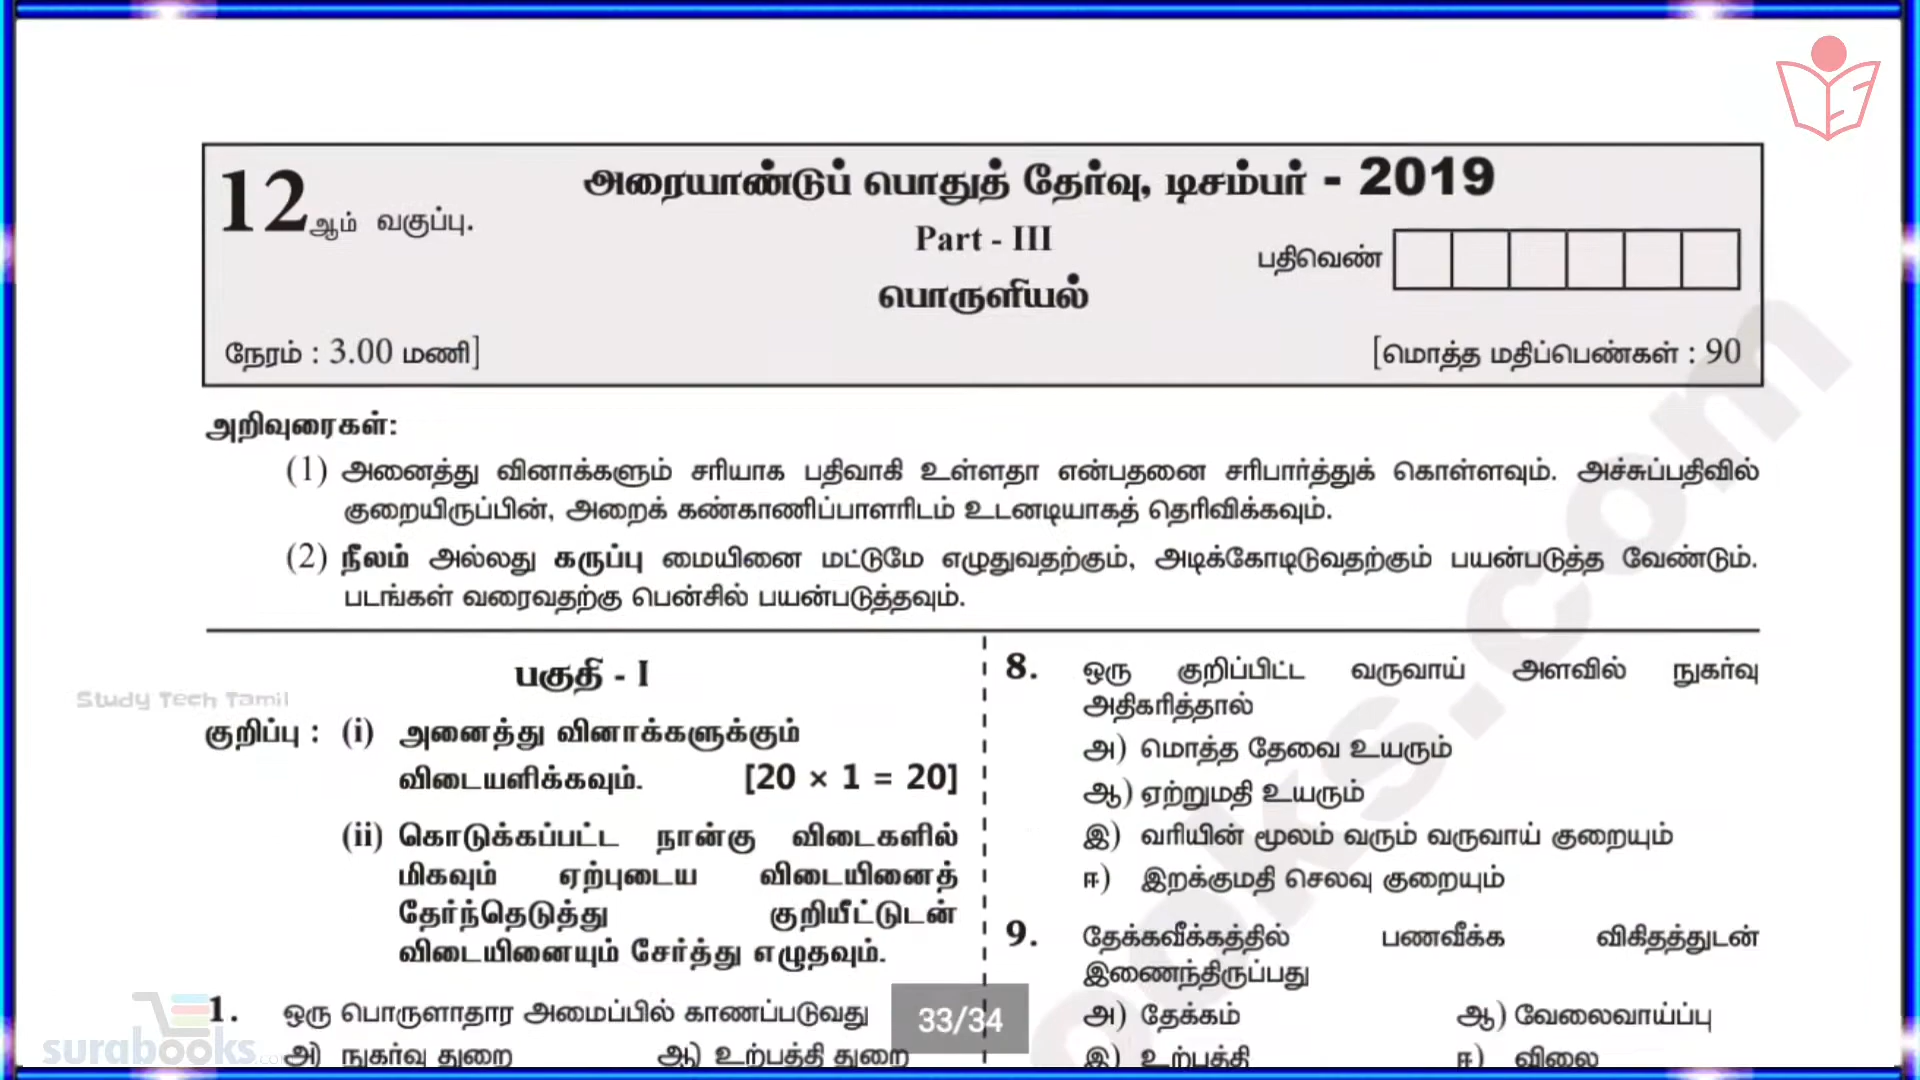 12ஆம் வகுப்பு.
அரையாண்டுப் பொதுத் தேர்வு, டிசம்பர் - 2019
Part - III
பதிவெண்
பொருளியல்
நேரம் : 3.00 மணி]
[மொத்த மதிப்பெண்கள் : 90
அறிவுரைகள்:
(1) அனைத்து வினாக்களும் சரியாக பதிவாகி உள்ளதா என்பதனை சரிபார்த்துக் கொள்ளவும். அச்சுப்பதிவில்
குறையிருப்பின், அறைக் கண்காணிப்பாளரிடம் உடனடியாகத் தெரிவிக்கவும்.
(2) நீலம் அல்லது கருப்பு மையினை மட்டுமே எழுதுவதற்கும், அடிக்கோடிடுவதற்கும் பயன்படுத்த வேண்டும்.
படங்கள் வரைவதற்கு பென்சில் பயன்படுத்தவும்.
பகுதி - I
Study Tech Tamil
குறிப்பு : (i) அனைத்து வினாக்களுக்கும்
விடையளிக்கவும். [20 × 1 = 20]
(ii) கொடுக்கப்பட்ட நான்கு விடைகளில்
மிகவும் ஏற்புடைய விடையினைத்
தேர்ந்தெடுத்து குறியீட்டுடன்
விடையினையும் சேர்த்து எழுதவும்.
1. ஒரு பொருளாதார அமைப்பில் காணப்படுவது
அ) நுகர்வு துறை ஆ) உற்பத்தி துறை
8. ஒரு குறிப்பிட்ட வருவாய் அளவில் நுகர்வு
அதிகரித்தால்
அ) மொத்த தேவை உயரும்
ஆ) ஏற்றுமதி உயரும்
இ) வரியின் மூலம் வரும் வருவாய் குறையும்
ஈ) இறக்குமதி செலவு குறையும்
9. தேக்கவீக்கத்தில் பணவீக்க விகிதத்துடன்
இணைந்திருப்பது
அ) தேக்கம் ஆ) வேலைவாய்ப்பு
இ) உற்பத்தி ஈ) விலை
33/34
surabooks.com
ooks.com